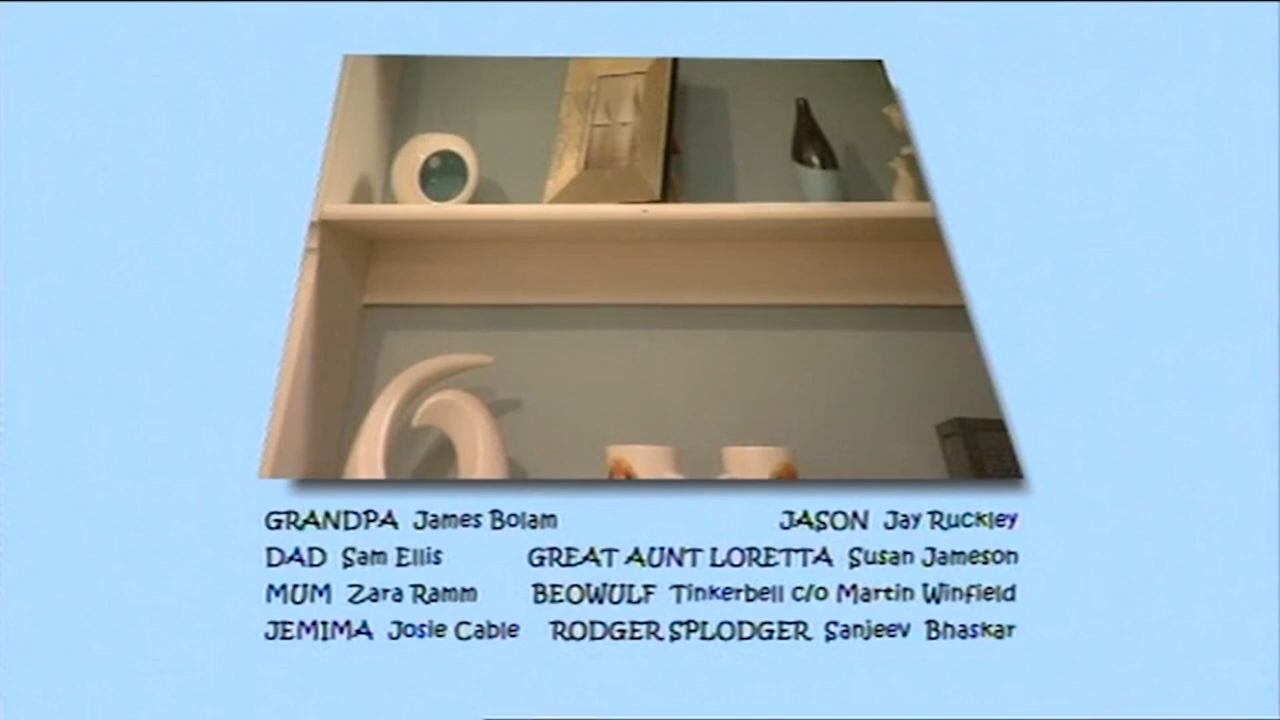 GRANDPA James Bolam JASON Jay Ruckley
DAD Sam Ellis GREAT AUNT LORETTA Susan Jameson
MUM Zara Ramm BEOWULF Tinkerbell c/o Martin Winfield
JEMIMA Josie Cable RODGER SPLODGER Sanjeev Bhaskar